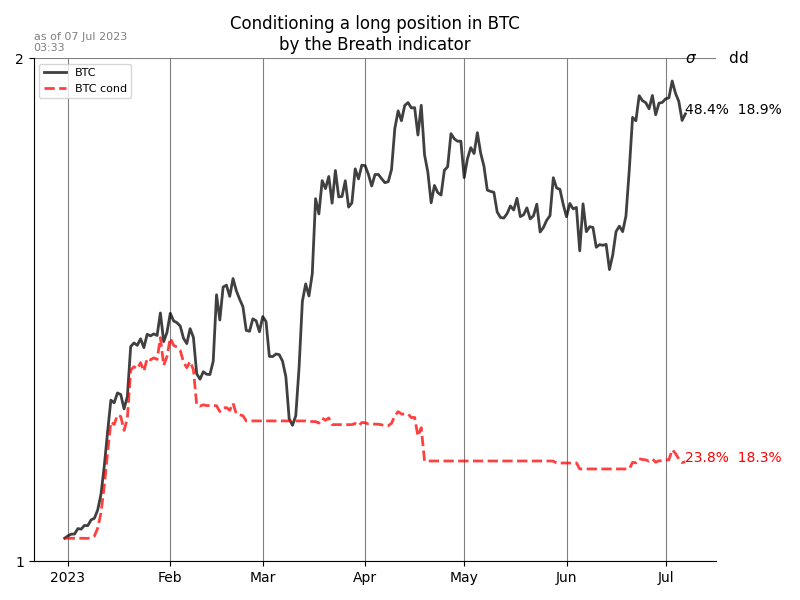 Conditioning a long position in BTC
by the Breath indicator
as of 07 Jul 2023
03:33
σ dd
2
BTC
BTC cond
48.4% 18.9%
23.8% 18.3%
1
2023 Feb Mar Apr May Jun Jul